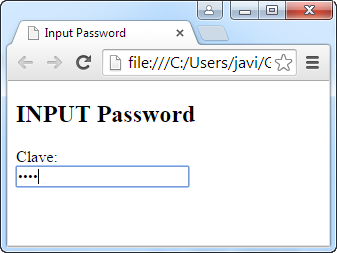 Input Password
file:///C:/Users/javi/G
INPUT Password
Clave:
••••